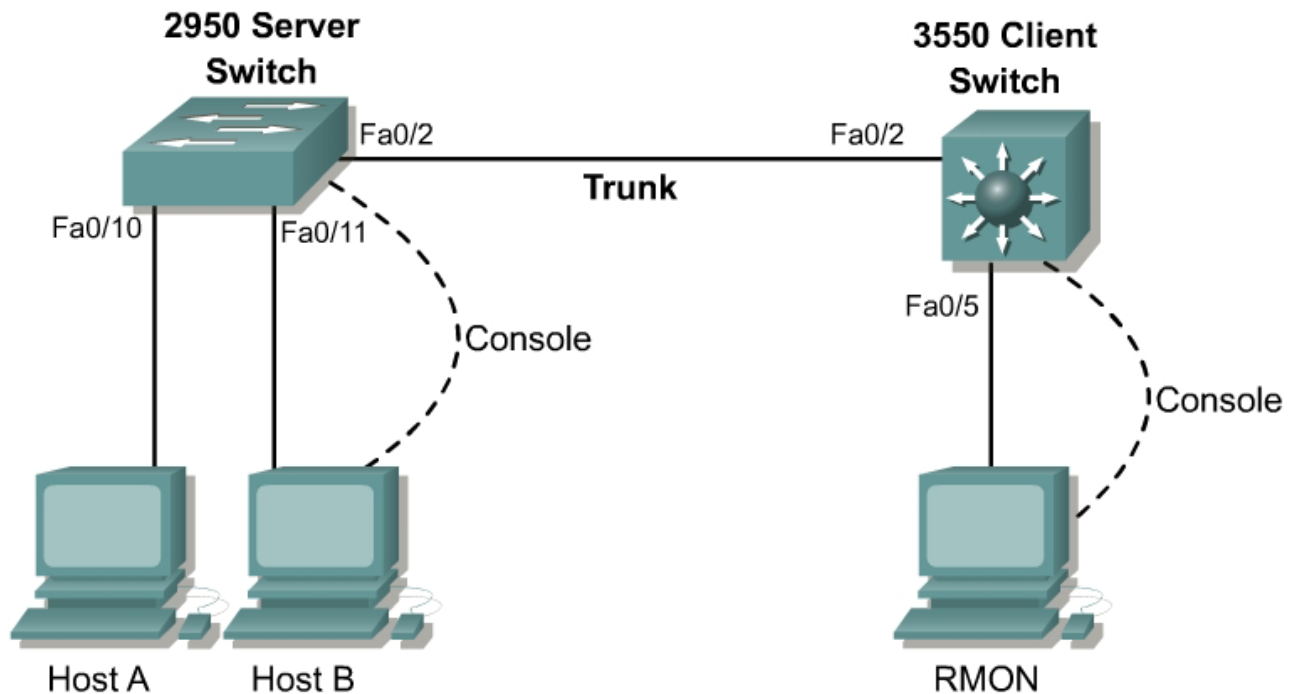 2950 Server
Switch
3550 Client
Switch
Fa0/2
Fa0/2
Trunk
Fa0/10
Fa0/11
Fa0/5
Console
Console
Host A
Host B
RMON